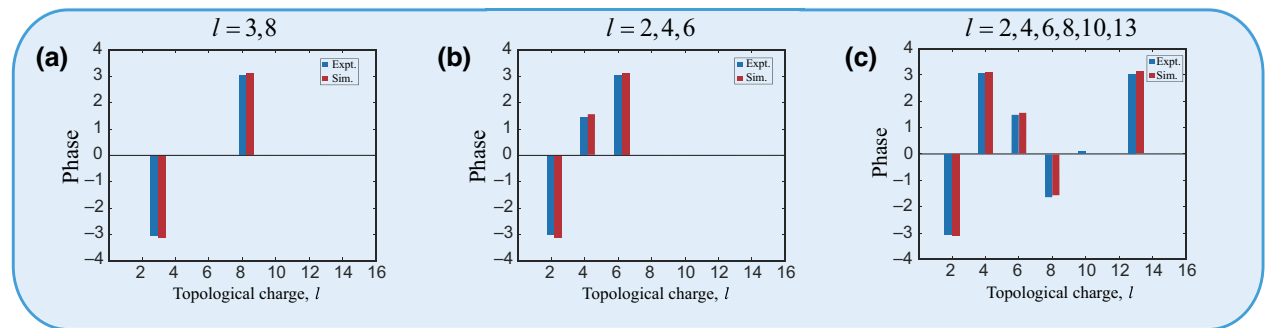 l = 3,8
(a)
4
3
2
1
0
–1
–2
–3
–4
Phase
Expt.
Sim.
2 4 6 8 10 12 14 16
Topological charge, l
l = 2,4,6
(b)
4
3
2
1
0
–1
–2
–3
–4
Phase
Expt.
Sim.
2 4 6 8 10 12 14 16
Topological charge, l
l = 2,4,6,8,10,13
(c)
4
3
2
1
0
–1
–2
–3
–4
Phase
Expt.
Sim.
2 4 6 8 10 12 14 16
Topological charge, l